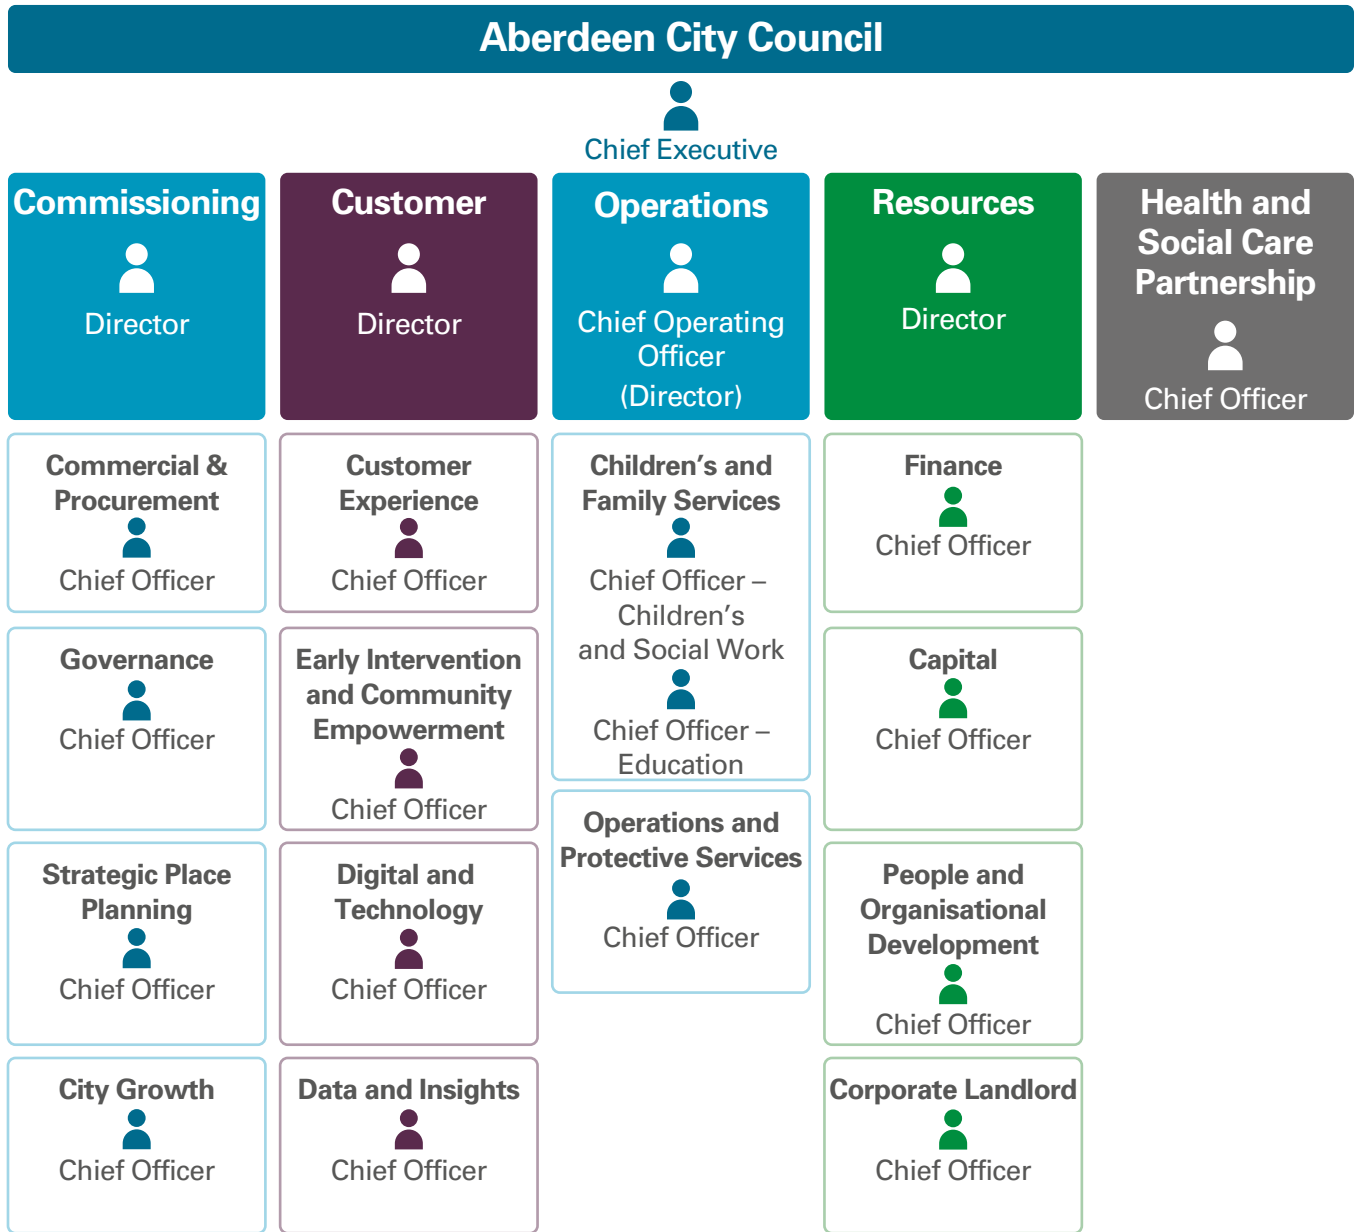 Aberdeen City Council
Chief Executive
Commissioning
Director
Customer
Director
Operations
Chief Operating
Officer
(Director)
Resources
Director
Health and
Social Care
Partnership
Chief Officer
Commercial &
Procurement
Chief Officer
Governance
Chief Officer
Strategic Place
Planning
Chief Officer
City Growth
Chief Officer
Customer
Experience
Chief Officer
Early Intervention
and Community
Empowerment
Chief Officer
Digital and
Technology
Chief Officer
Data and Insights
Chief Officer
Children’s and
Family Services
Chief Officer –
Children’s
and Social Work
Chief Officer –
Education
Operations and
Protective Services
Chief Officer
Finance
Chief Officer
Capital
Chief Officer
People and
Organisational
Development
Chief Officer
Corporate Landlord
Chief Officer